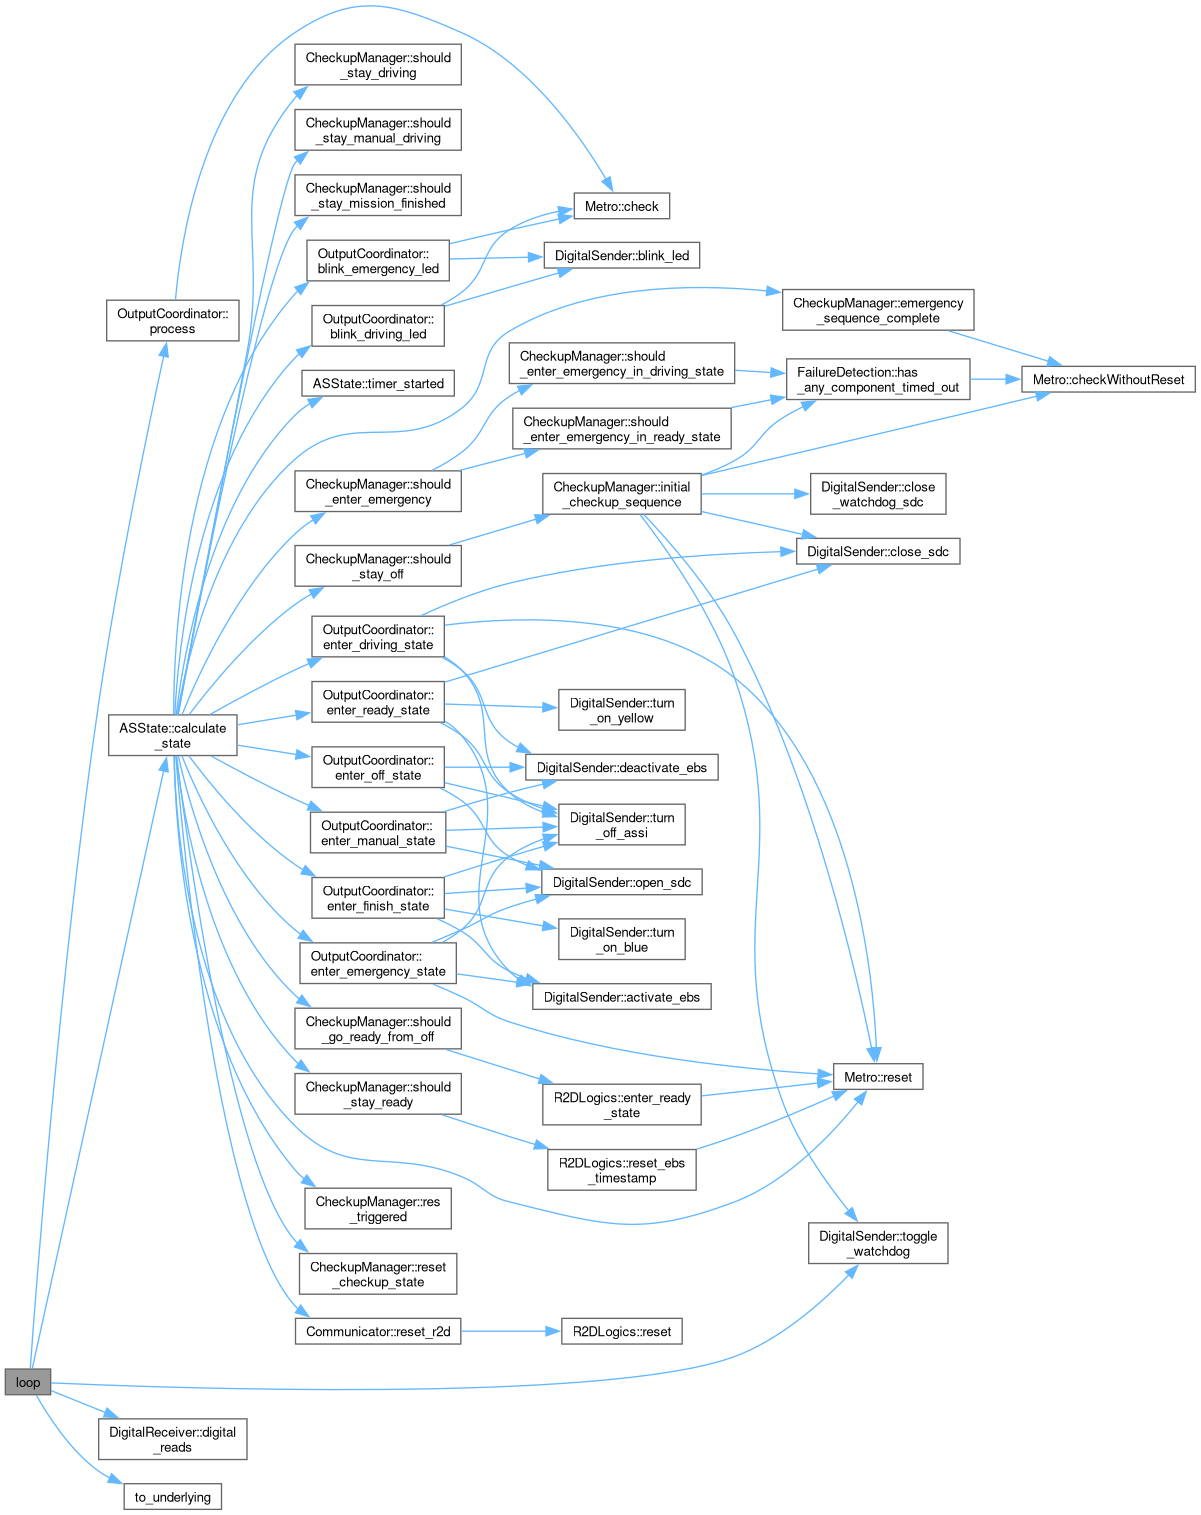 CheckupManager::should
_stay_driving
CheckupManager::should
_stay_manual_driving
CheckupManager::should
_stay_mission_finished
Metro::check
OutputCoordinator::
blink_emergency_led
DigitalSender::blink_led
CheckupManager::emergency
_sequence_complete
OutputCoordinator::
process
OutputCoordinator::
blink_driving_led
CheckupManager::should
_enter_emergency_in_driving_state
FailureDetection::has
_any_component_timed_out
Metro::checkWithoutReset
ASState::timer_started
CheckupManager::should
_enter_emergency_in_ready_state
CheckupManager::should
_enter_emergency
CheckupManager::initial
_checkup_sequence
DigitalSender::close
_watchdog_sdc
CheckupManager::should
_stay_off
DigitalSender::close_sdc
OutputCoordinator::
enter_driving_state
OutputCoordinator::
enter_ready_state
DigitalSender::turn
_on_yellow
ASState::calculate
_state
OutputCoordinator::
enter_off_state
DigitalSender::deactivate_ebs
OutputCoordinator::
enter_manual_state
DigitalSender::turn
_off_assi
OutputCoordinator::
enter_finish_state
DigitalSender::open_sdc
DigitalSender::turn
_on_blue
OutputCoordinator::
enter_emergency_state
DigitalSender::activate_ebs
CheckupManager::should
_go_ready_from_off
Metro::reset
CheckupManager::should
_stay_ready
R2DLogics::enter_ready
_state
R2DLogics::reset_ebs
_timestamp
CheckupManager::res
_triggered
DigitalSender::toggle
_watchdog
CheckupManager::reset
_checkup_state
Communicator::reset_r2d
R2DLogics::reset
loop
DigitalReceiver::digital
_reads
to_underlying